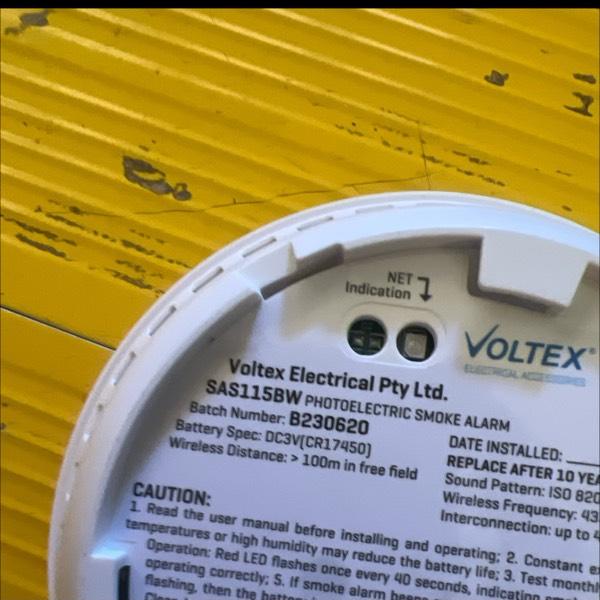 NET
Indication
VOLTEX®
ELECTRICAL ACCESSORIES
Voltex Electrical Pty Ltd.
SAS115BW PHOTOELECTRIC SMOKE ALARM
Batch Number: B230620
Battery Spec: DC3V(CR17450)
Wireless Distance: > 100m in free field
DATE INSTALLED:
REPLACE AFTER 10
Sound Pattern: ISO
Wireless Frequency:
Interconnection: up to
CAUTION:
1. Read the user manual before installing and operating; 2. Constant
temperatures or high humidity may reduce the battery life; 3. Test
Operation: Red LED flashes once every 40 seconds, indicating
operating correctly; 5. If smoke alarm
flashing, then the